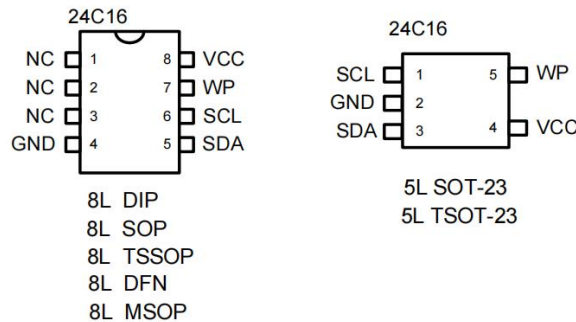 24C16
NC 1 8 VCC
NC 2 7 WP
NC 3 6 SCL
GND 4 5 SDA
8L DIP
8L SOP
8L TSSOP
8L DFN
8L MSOP
24C16
SCL 1 5 WP
GND 2
SDA 3 4 VCC
5L SOT-23
5L TSOT-23